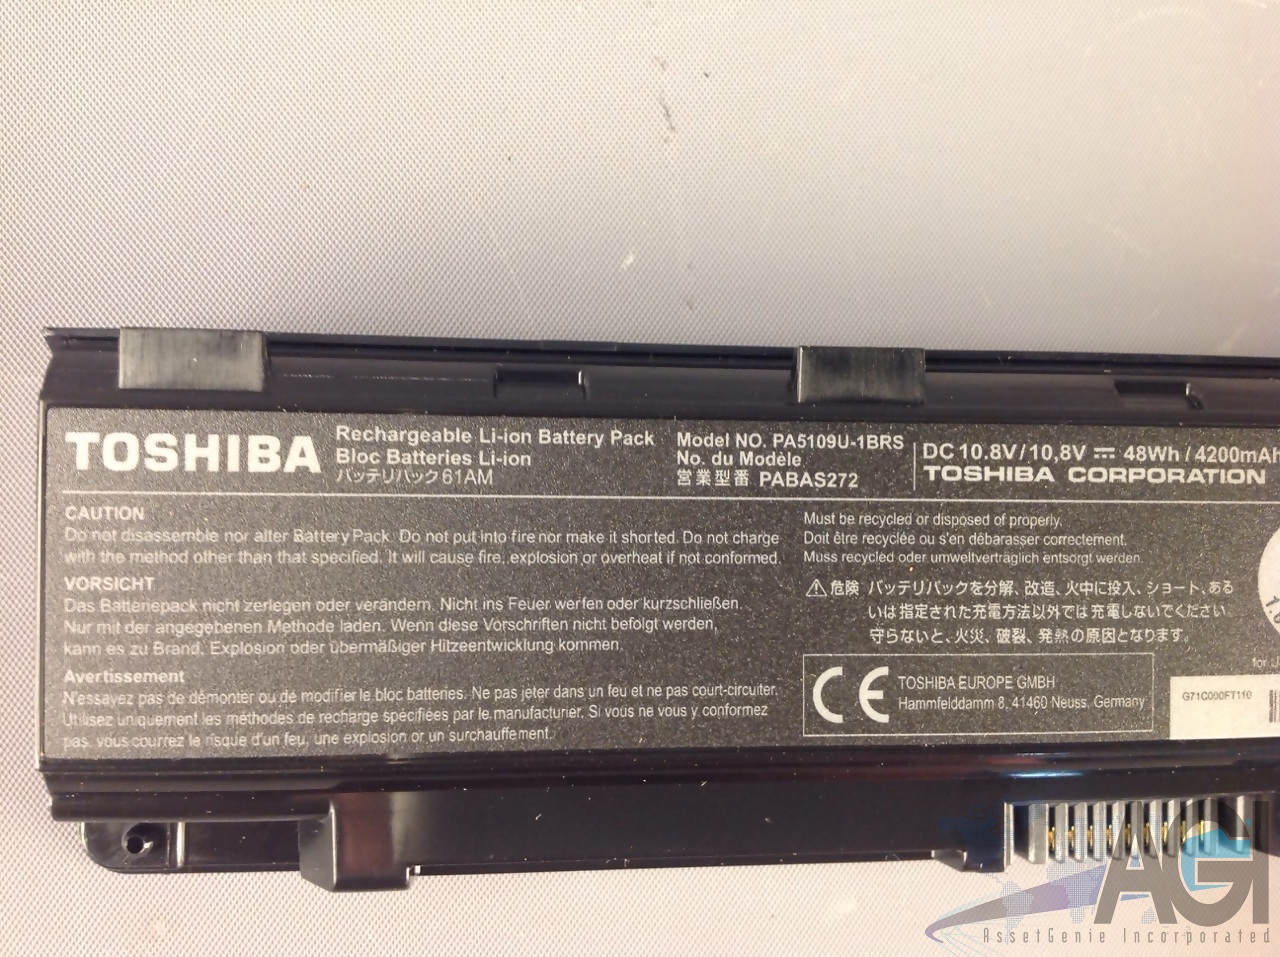 TOSHIBA
Rechargeable Li-ion Battery Pack
Bloc Batteries Li-ion
バッテリパック61AM
Model NO. PA5109U-1BRS
No. du Modèle
営業型番 PABAS272
DC 10.8V/10,8V ⎓ 48Wh/4200mAh
TOSHIBA CORPORATION
CAUTION
Do not disassemble nor alter Battery Pack. Do not put into fire nor make it shorted. Do not charge
with the method other than that specified. It will cause fire, explosion or overheat if not conformed.
VORSICHT
Das Batteriepack nicht zerlegen oder verändern. Nicht ins Feuer werfen oder kurzschließen.
Nur mit der angegebenen Methode laden. Wenn diese Vorschriften nicht befolgt werden,
kann es zu Brand, Explosion oder übermäßiger Hitzeentwicklung kommen.
Avertissement
N'essayez pas de démonter ou de modifier le bloc batteries. Ne pas jeter dans un feu et ne pas court-circuiter.
Utilisez uniquement les méthodes de recharge spécifiées par le manufacturier. Si vous ne vous y conformez
pas, vous courrez le risque d'un feu, une explosion or un surchauffement.
Must be recycled or disposed of properly.
Doit être recyclée ou s'en débarasser correctement.
Muss recycled oder umweltverträglich entsorgt werden.
⚠危険 バッテリパックを分解、改造、火中に投入、ショート、ある
いは指定された充電方法以外では充電しないでください。
守らないと、火災、破裂、発熱の原因となります。
CE
TOSHIBA EUROPE GMBH
Hammfelddamm 8, 41460 Neuss, Germany
for
G71C000FT110
AGI
AssetGenie Incorporated